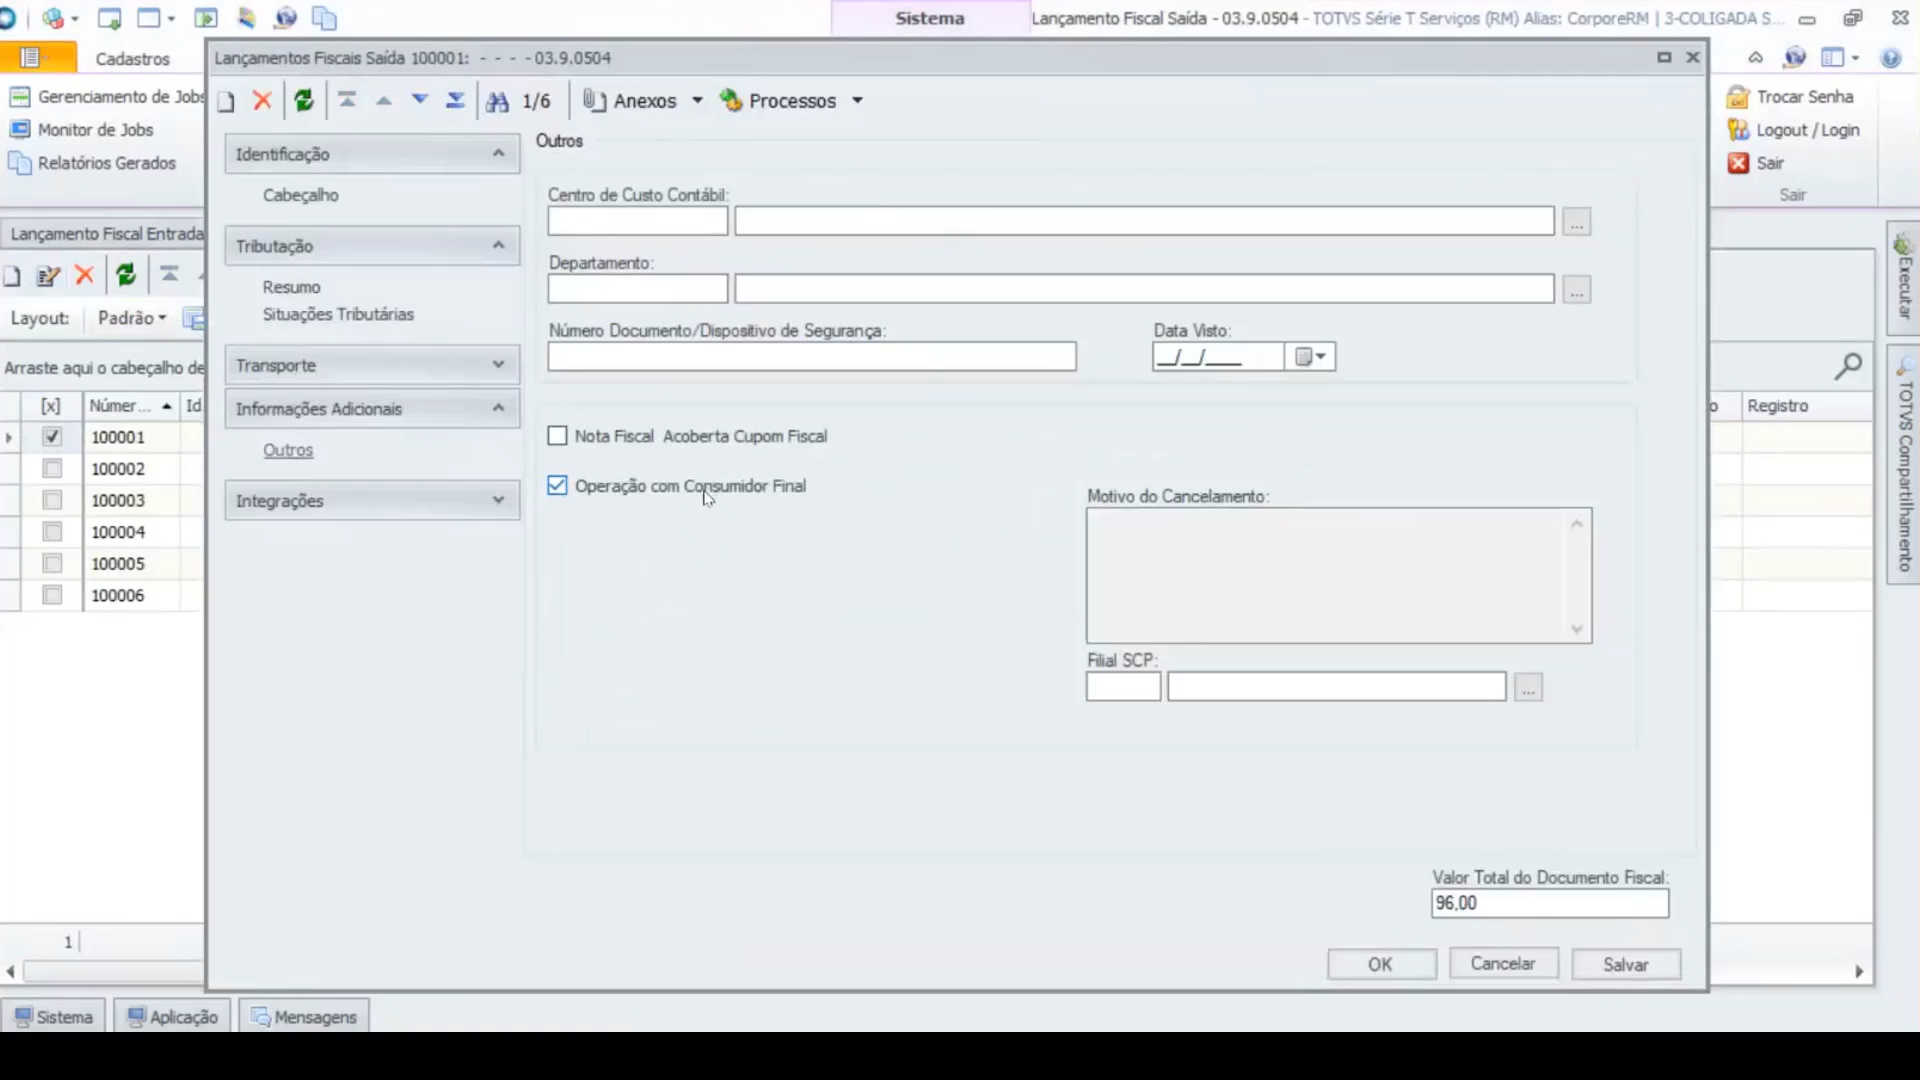 Sistema
Lançamento Fiscal Saída - 03.9.0504 - TOTVS Série T Serviços (RM) Alias: CorporeRM | 3-COLIGADA S...
Cadastros
Lançamentos Fiscais Saída 100001: - - - - 03.9.0504
Gerenciamento de Jobs
Monitor de Jobs
Relatórios Gerados
1/6
Anexos
Processos
Trocar Senha
Logout / Login
Sair
Sair
Lançamento Fiscal Entrada
Layout: Padrão
Arraste aqui o cabeçalho de
[x] Númer... Id
100001
100002
100003
100004
100005
100006
1
Identificação
Cabeçalho
Tributação
Resumo
Situações Tributárias
Transporte
Informações Adicionais
Outros
Integrações
Outros
Centro de Custo Contábil:
...
Departamento:
...
Número Documento/Dispositivo de Segurança:
Data Visto:
__/__/____
Nota Fiscal Acoberta Cupom Fiscal
Operação com Consumidor Final
Motivo do Cancelamento:
Filial SCP:
...
Valor Total do Documento Fiscal:
96,00
OK
Cancelar
Salvar
o
Registro
Executar
TOTVS Compartilhamento
Sistema
Aplicação
Mensagens